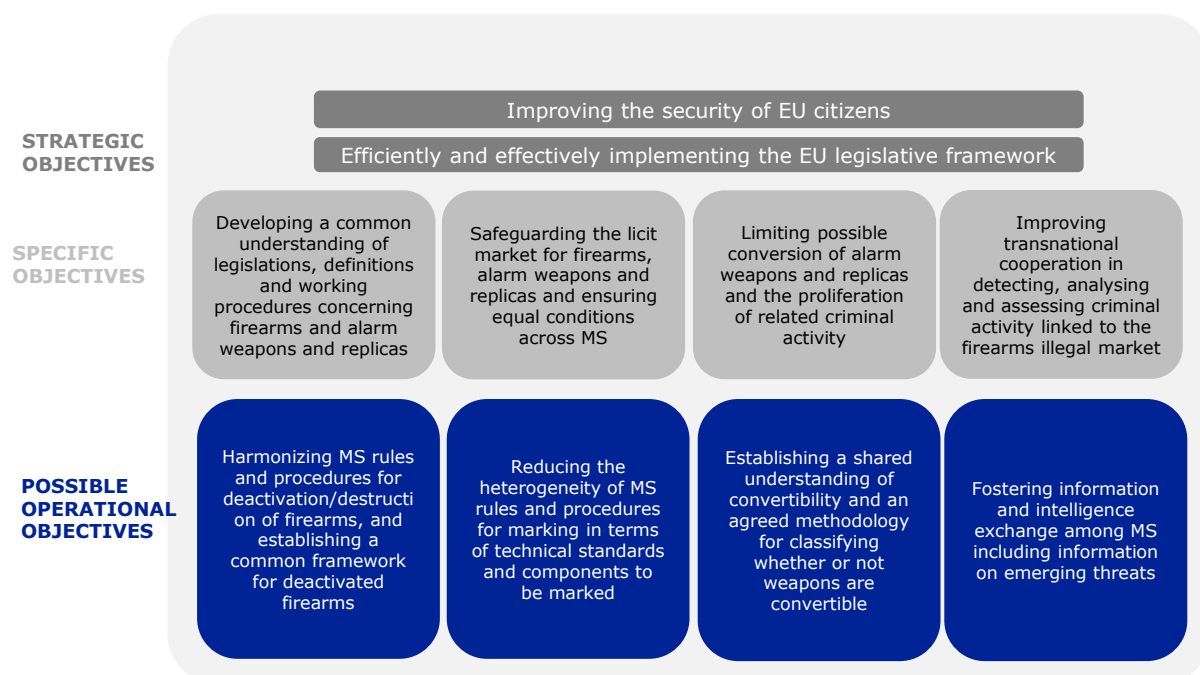 Improving the security of EU citizens
STRATEGIC
OBJECTIVES
Efficiently and effectively implementing the EU legislative framework
SPECIFIC
OBJECTIVES
Developing a common
understanding of
legislations, definitions
and working
procedures concerning
firearms and alarm
weapons and replicas
Safeguarding the licit
market for firearms,
alarm weapons and
replicas and ensuring
equal conditions
across MS
Limiting possible
conversion of alarm
weapons and replicas
and the proliferation
of related criminal
activity
Improving
transnational
cooperation in
detecting, analysing
and assessing criminal
activity linked to the
firearms illegal market
POSSIBLE
OPERATIONAL
OBJECTIVES
Harmonizing MS rules
and procedures for
deactivation/destructi
on of firearms, and
establishing a
common framework
for deactivated
firearms
Reducing the
heterogeneity of MS
rules and procedures
for marking in terms
of technical standards
and components to
be marked
Establishing a shared
understanding of
convertibility and an
agreed methodology
for classifying
whether or not
weapons are
convertible
Fostering information
and intelligence
exchange among MS
including information
on emerging threats